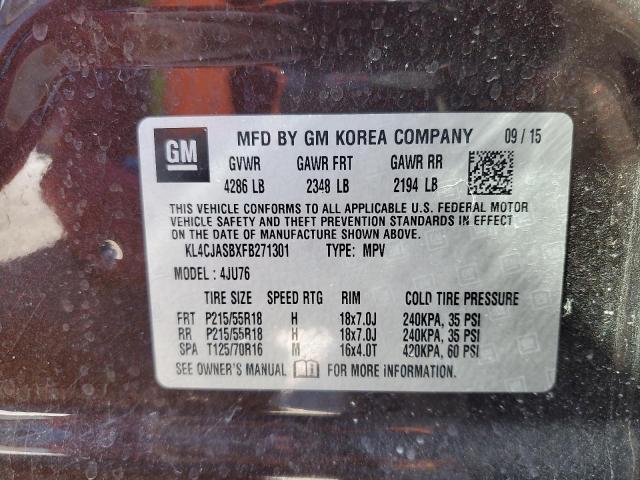 GM MFD BY GM KOREA COMPANY 09 / 15
GVWR GAWR FRT GAWR RR
4286 LB 2348 LB 2194 LB
THIS VEHICLE CONFORMS TO ALL APPLICABLE U.S. FEDERAL MOTOR
VEHICLE SAFETY AND THEFT PREVENTION STANDARDS IN EFFECT
ON THE DATE OF MANUFACTURE SHOWN ABOVE.
KL4CJASBXFB271301 TYPE: MPV
MODEL : 4JU76
TIRE SIZE SPEED RTG RIM COLD TIRE PRESSURE
FRT P215/55R18 H 18x7.0J 240KPA, 35 PSI
RR P215/55R18 H 18x7.0J 240KPA, 35 PSI
SPA T125/70R16 M 16x4.0T 420KPA, 60 PSI
SEE OWNER'S MANUAL FOR MORE INFORMATION.